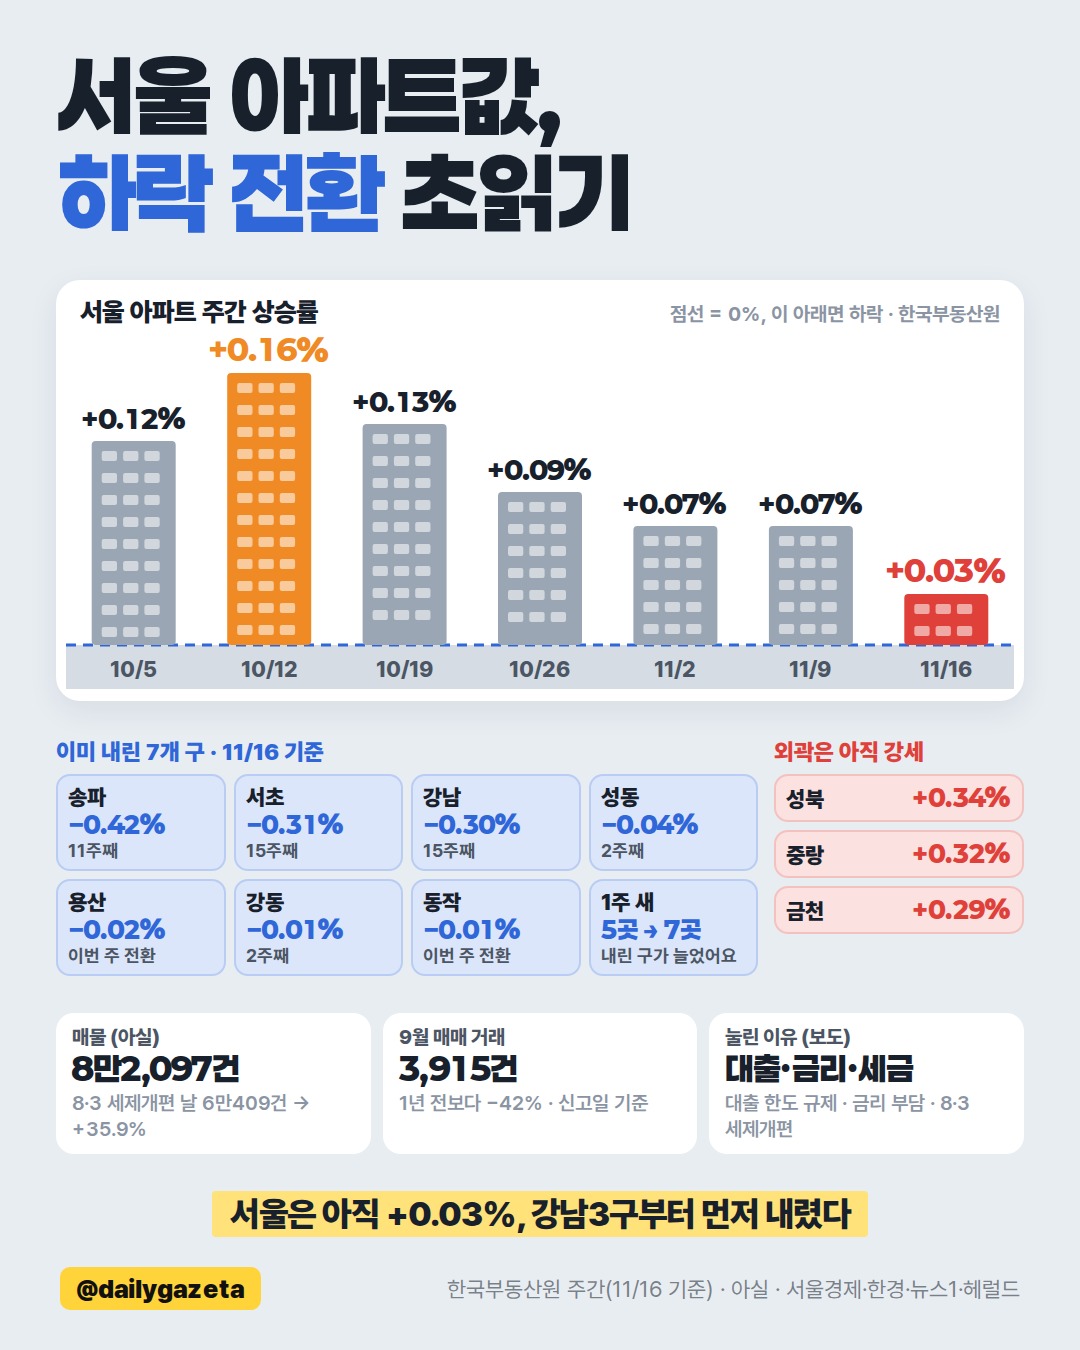 서울 아파트값,
하락 전환 초읽기
서울 아파트 주간 상승률
점선 = 0%, 이 아래면 하락 · 한국부동산원
+0.12%
+0.16%
+0.13%
+0.09%
+0.07%
+0.07%
+0.03%
10/5
10/12
10/19
10/26
11/2
11/9
11/16
이미 내린 7개 구 · 11/16 기준
송파
−0.42%
11주째
서초
−0.31%
15주째
강남
−0.30%
15주째
성동
−0.04%
2주째
용산
−0.02%
이번 주 전환
강동
−0.01%
2주째
동작
−0.01%
이번 주 전환
1주 새
5곳 → 7곳
내린 구가 늘었어요
외곽은 아직 강세
성북 +0.34%
중랑 +0.32%
금천 +0.29%
매물 (아실)
8만2,097건
8·3 세제개편 날 6만409건 →
+35.9%
9월 매매 거래
3,915건
1년 전보다 −42% · 신고일 기준
눌린 이유 (보도)
대출·금리·세금
대출 한도 규제 · 금리 부담 · 8·3
세제개편
서울은 아직 +0.03%, 강남3구부터 먼저 내렸다
@dailygazeta
한국부동산원 주간(11/16 기준) · 아실 · 서울경제·한경·뉴스1·헤럴드